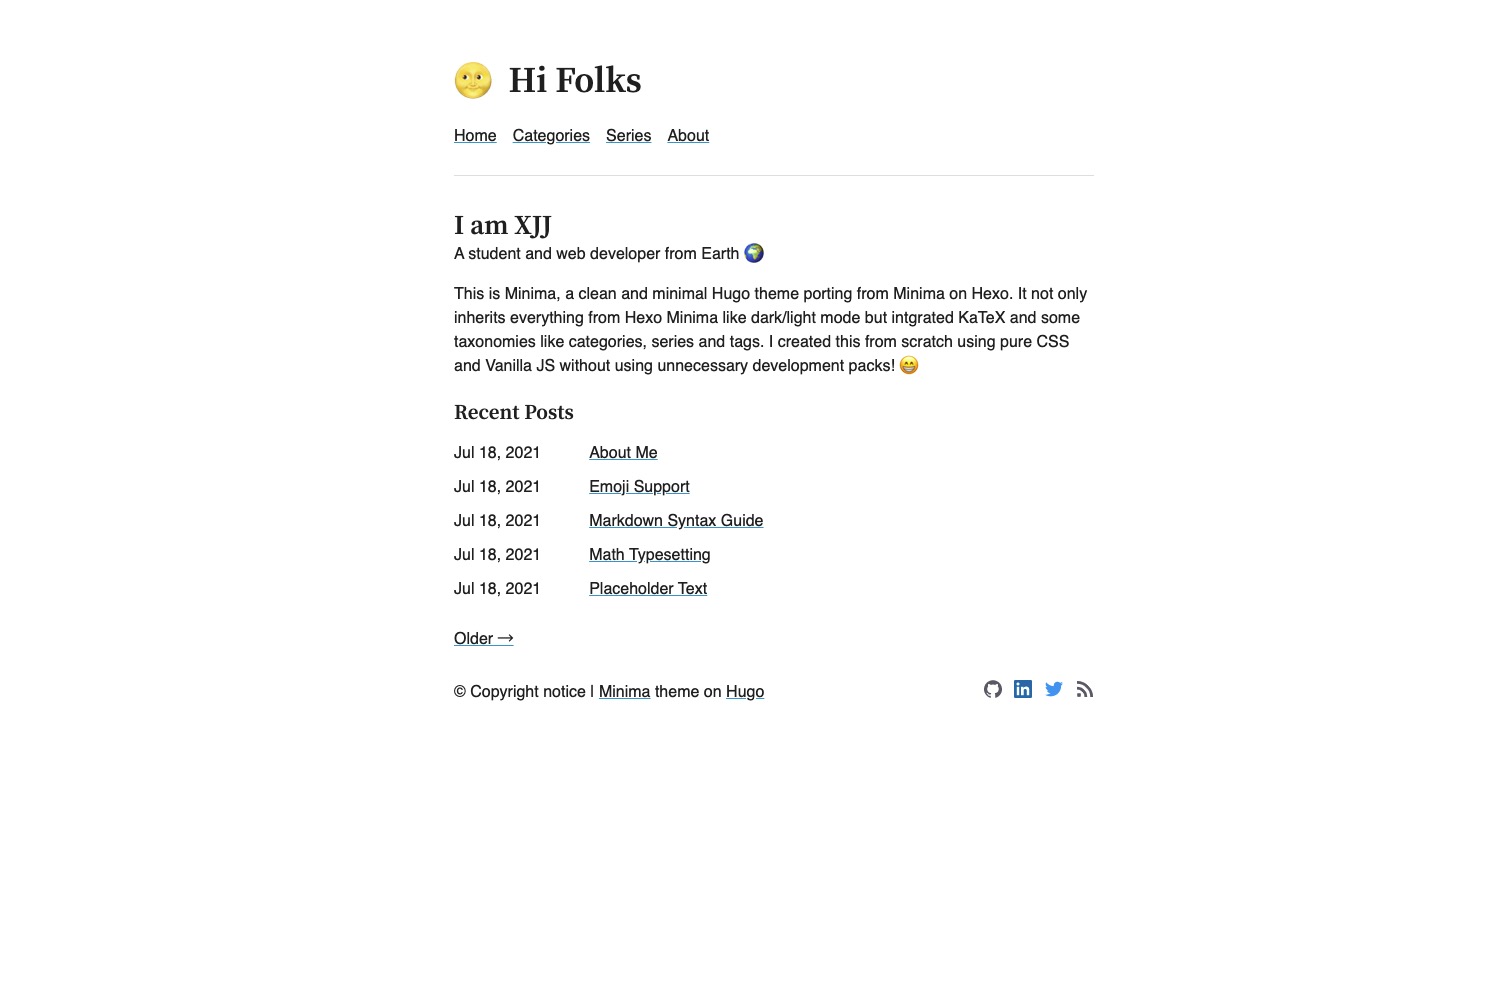 🌝 Hi Folks
Home Categories Series About
I am XJJ
A student and web developer from Earth 🌍
This is Minima, a clean and minimal Hugo theme porting from Minima on Hexo. It not only
inherits everything from Hexo Minima like dark/light mode but intgrated KaTeX and some
taxonomies like categories, series and tags. I created this from scratch using pure CSS
and Vanilla JS without using unnecessary development packs! 😁
Recent Posts
Jul 18, 2021 About Me
Jul 18, 2021 Emoji Support
Jul 18, 2021 Markdown Syntax Guide
Jul 18, 2021 Math Typesetting
Jul 18, 2021 Placeholder Text
Older →
© Copyright notice | Minima theme on Hugo